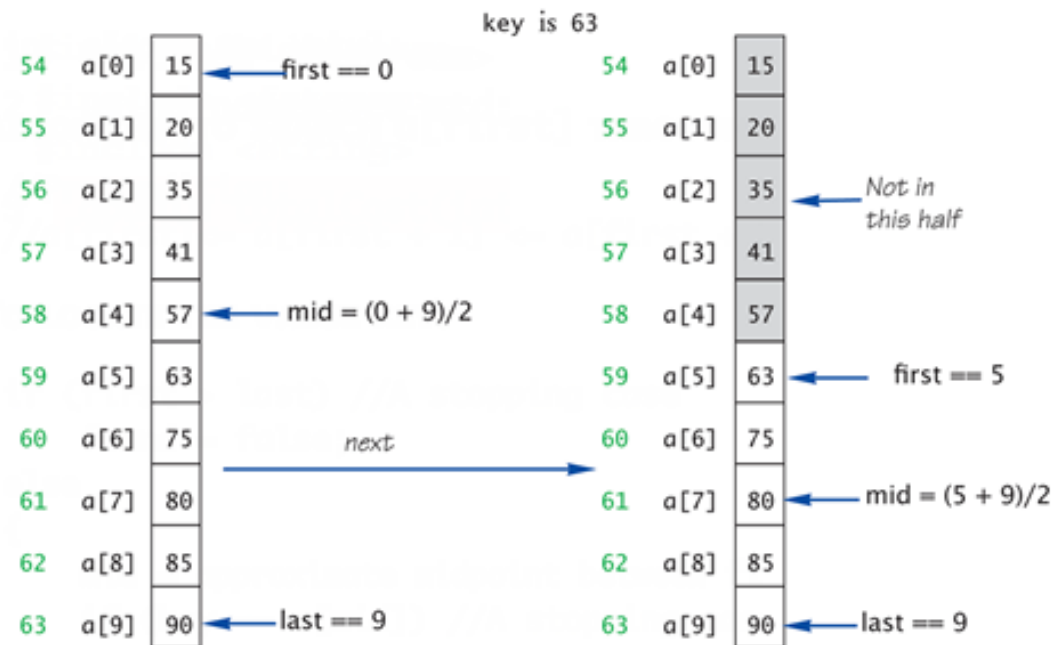 key is 63
54 a[0] 15 first == 0
55 a[1] 20
56 a[2] 35
57 a[3] 41
58 a[4] 57 mid = (0 + 9)/2
59 a[5] 63
60 a[6] 75
next
61 a[7] 80
62 a[8] 85
63 a[9] 90 last == 9
54 a[0] 15
55 a[1] 20
56 a[2] 35 Not in
this half
57 a[3] 41
58 a[4] 57
59 a[5] 63 first == 5
60 a[6] 75
61 a[7] 80 mid = (5 + 9)/2
62 a[8] 85
63 a[9] 90 last == 9